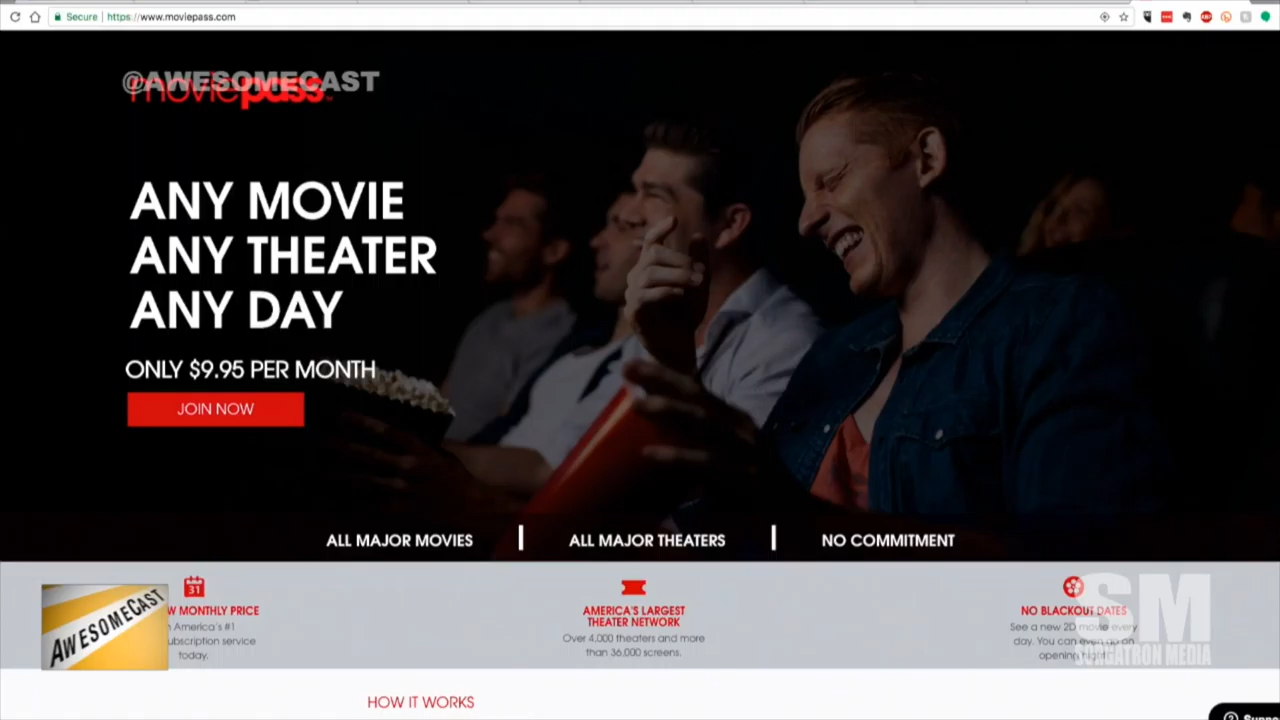 Secure https://www.moviepass.com
@AWESOMECAST
moviepass
ANY MOVIE
ANY THEATER
ANY DAY
ONLY $9.95 PER MONTH
JOIN NOW
ALL MAJOR MOVIES
ALL MAJOR THEATERS
NO COMMITMENT
31
MONTHLY PRICE
America's #1
subscription service
today.
AWESOMECAST
AMERICA'S LARGEST
THEATER NETWORK
Over 4,000 theaters and more
than 36,000 screens.
NO BLACKOUT DATES
See a new 2D movie every
day. You can even go on
opening night.
SM
SORGATRON MEDIA
HOW IT WORKS